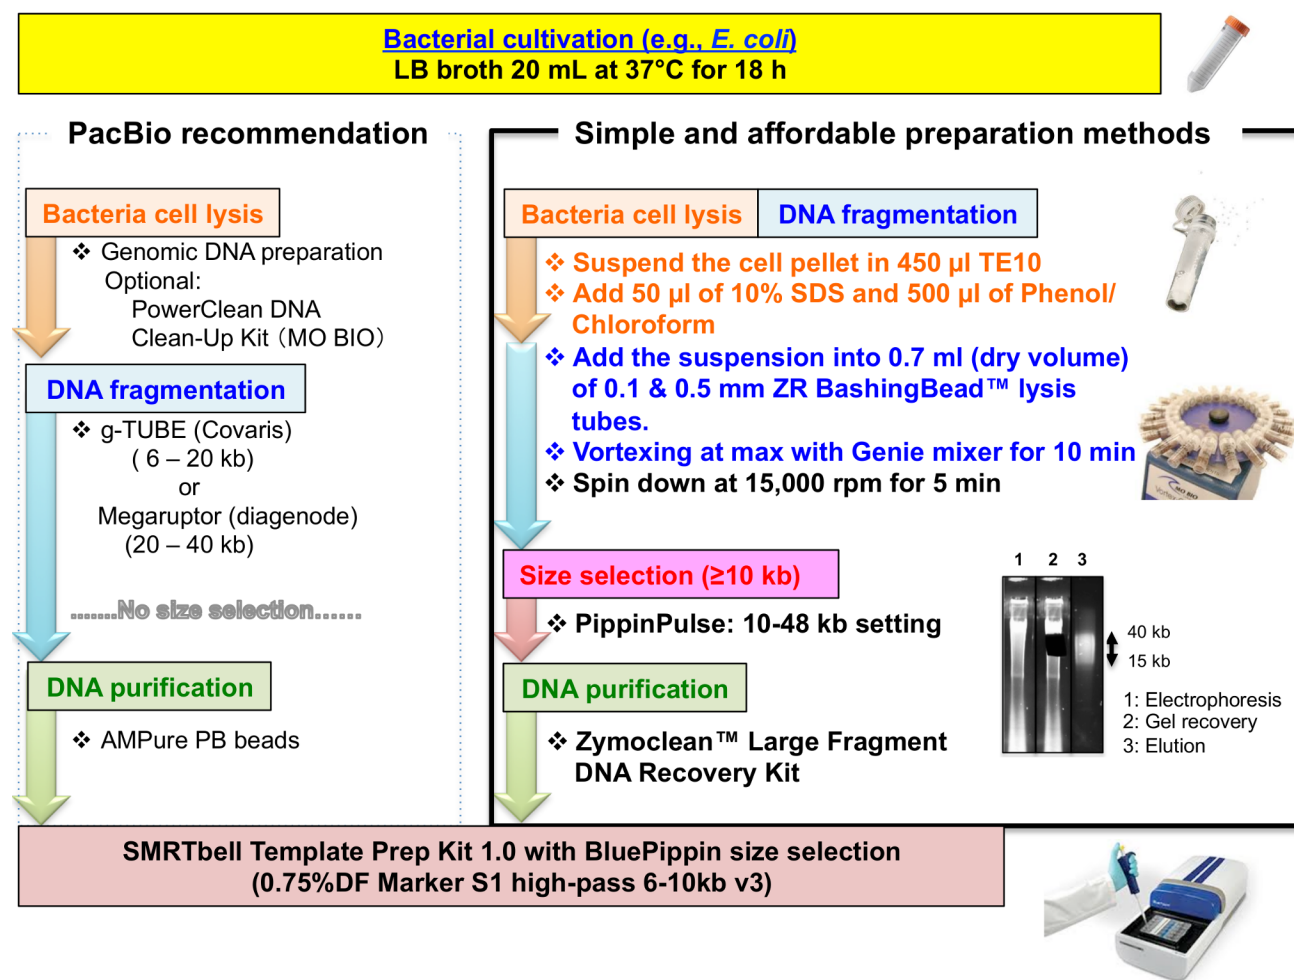 Bacterial cultivation (e.g., E. coli)
LB broth 20 mL at 37°C for 18 h
PacBio recommendation
Bacteria cell lysis
❖ Genomic DNA preparation
Optional:
PowerClean DNA
Clean-Up Kit（MO BIO）
DNA fragmentation
❖ g-TUBE (Covaris)
( 6 – 20 kb)
or
Megaruptor (diagenode)
(20 – 40 kb)
.......No size selection......
DNA purification
❖ AMPure PB beads
Simple and affordable preparation methods
Bacteria cell lysis
DNA fragmentation
❖ Suspend the cell pellet in 450 µl TE10
❖ Add 50 µl of 10% SDS and 500 µl of Phenol/
Chloroform
❖ Add the suspension into 0.7 ml (dry volume)
of 0.1 & 0.5 mm ZR BashingBead™ lysis
tubes.
❖ Vortexing at max with Genie mixer for 10 min
❖ Spin down at 15,000 rpm for 5 min
MO BIO
Size selection (≥10 kb)
❖ PippinPulse: 10-48 kb setting
DNA purification
❖ Zymoclean™ Large Fragment
DNA Recovery Kit
1 2 3
40 kb
15 kb
1: Electrophoresis
2: Gel recovery
3: Elution
SMRTbell Template Prep Kit 1.0 with BluePippin size selection
(0.75%DF Marker S1 high-pass 6-10kb v3)